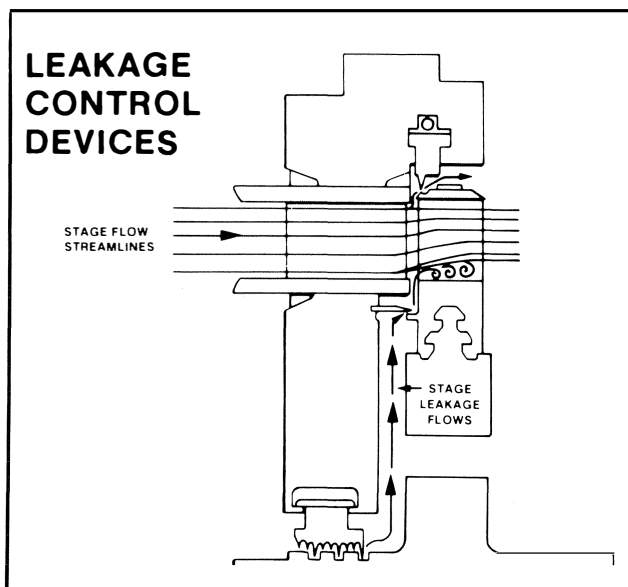 LEAKAGE
CONTROL
DEVICES
STAGE FLOW
STREAMLINES
STAGE
LEAKAGE
FLOWS